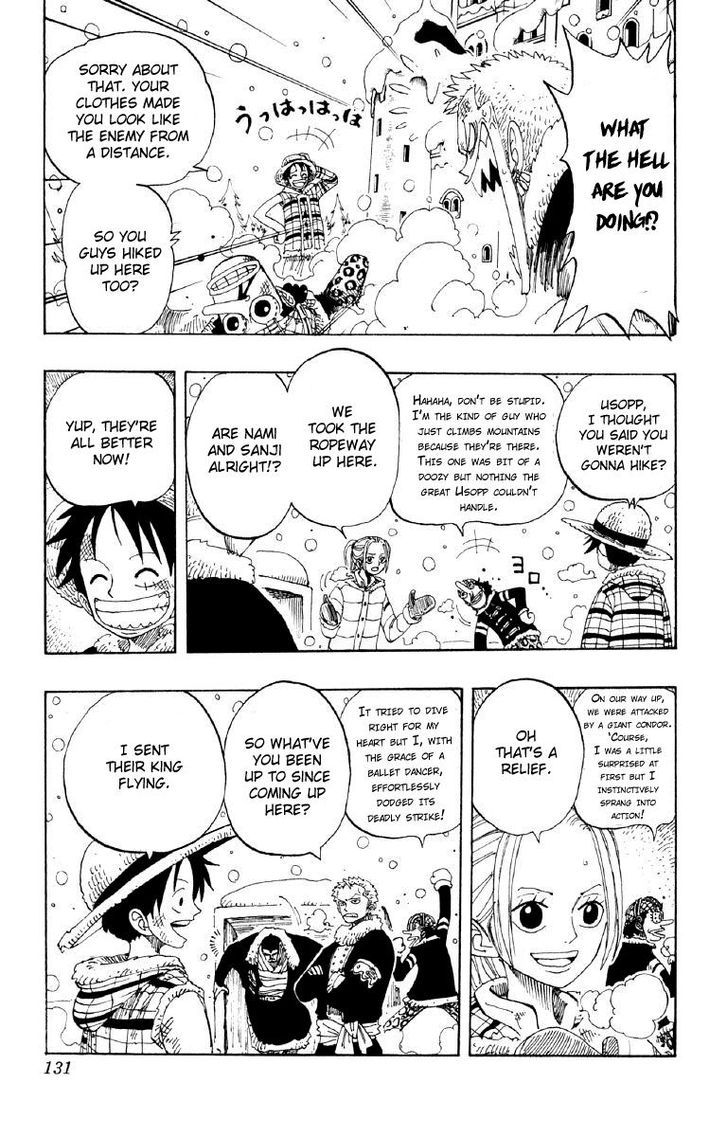 WHAT
THE HELL
ARE YOU
DOING!?
SORRY ABOUT
THAT. YOUR
CLOTHES MADE
YOU LOOK LIKE
THE ENEMY FROM
A DISTANCE.
うっはっはっは
SO YOU
GUYS HIKED
UP HERE
TOO?
USOPP,
I THOUGHT
YOU SAID YOU
WEREN'T
GONNA HIKE?
HAHAHA, DON'T BE STUPID.
I'M THE KIND OF GUY WHO
JUST CLIMBS MOUNTAINS
BECAUSE THEY'RE THERE.
THIS ONE WAS BIT OF A
DOOZY BUT NOTHING THE
GREAT USOPP COULDN'T
HANDLE.
ヨロ
WE
TOOK THE
ROPEWAY
UP HERE.
ARE NAMI
AND SANJI
ALRIGHT!?
YUP, THEY'RE
ALL BETTER
NOW!
ON OUR WAY UP,
WE WERE ATTACKED
BY A GIANT CONDOR.
'COURSE,
I WAS A LITTLE
SURPRISED AT
FIRST BUT I
INSTINCTIVELY
SPRANG INTO
ACTION!
OH
THAT'S A
RELIEF.
IT TRIED TO DIVE
RIGHT FOR MY
HEART BUT I, WITH
THE GRACE OF A
BALLET DANCER,
EFFORTLESSLY
DODGED ITS
DEADLY STRIKE!
SO WHAT'VE
YOU BEEN
UP TO SINCE
COMING UP
HERE?
I SENT
THEIR KING
FLYING.
131